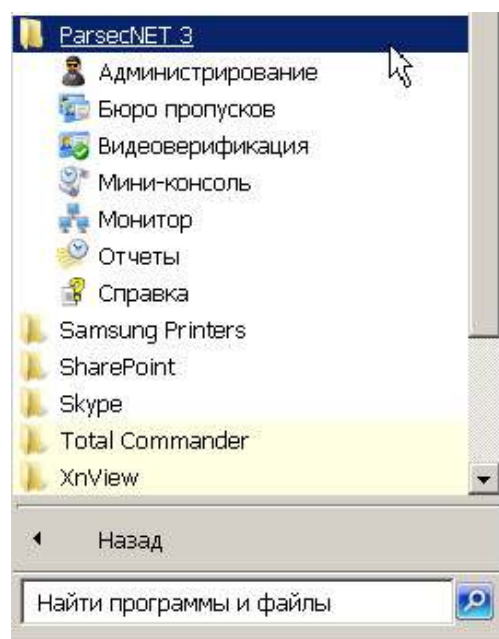 ParsecNET 3
Администрирование
Бюро пропусков
Видеоверификация
Мини-консоль
Монитор
Отчеты
Справка
Samsung Printers
SharePoint
Skype
Total Commander
XnView
Назад
Найти программы и файлы